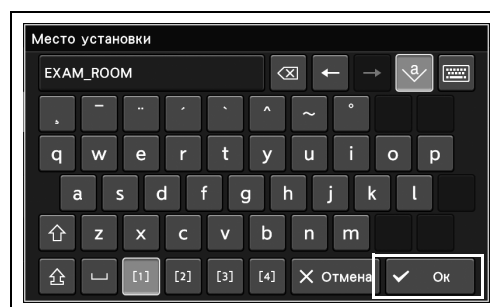 Место установки
EXAM_ROOM
¸ ¯ ¨ ´ ` ^ ~ °
q w e r t y u i o p
a s d f g h j k l
z x c v b n m
[1] [2] [3] [4] Отмена Ок